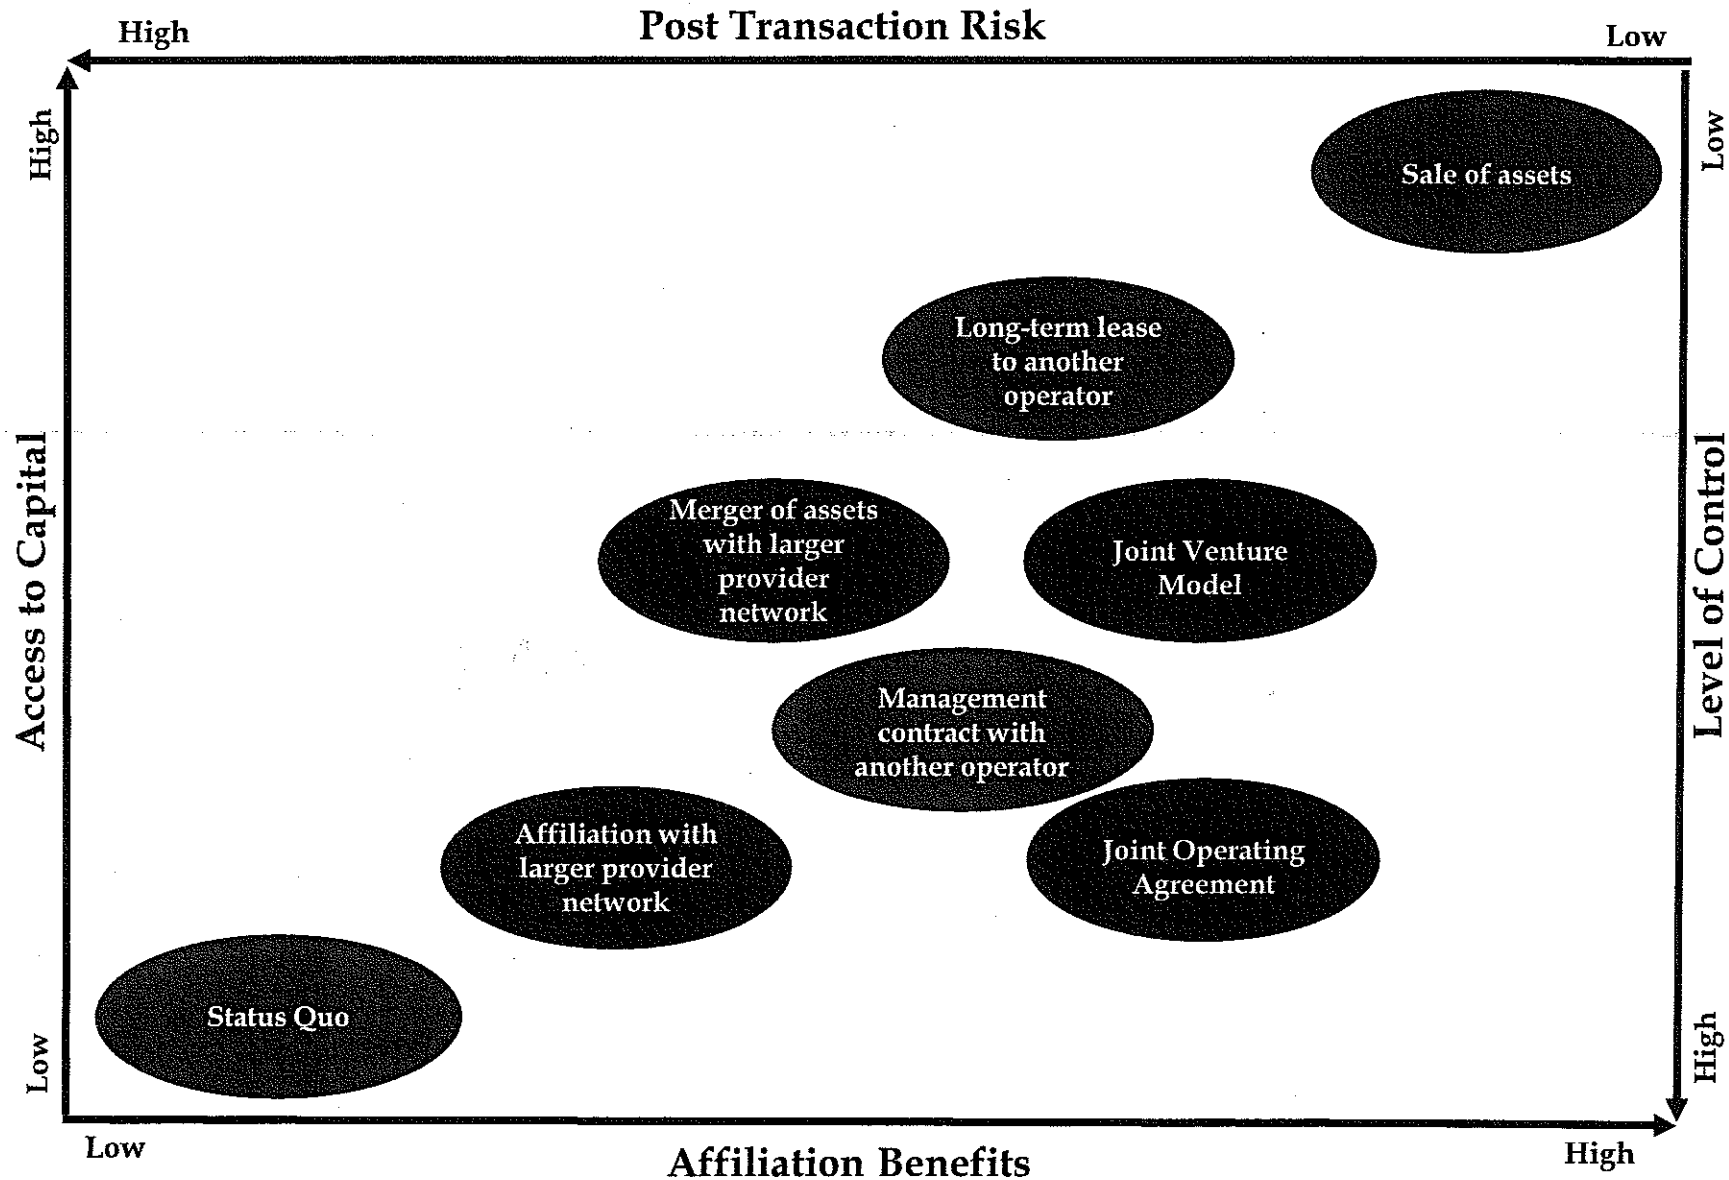 Post Transaction Risk
High
Low
High
Low
Sale of assets
Long-term lease
to another
operator
Access to Capital
Level of Control
Merger of assets
with larger
provider
network
Joint Venture
Model
Management
contract with
another operator
Affiliation with
larger provider
network
Joint Operating
Agreement
Status Quo
Low
High
Low
High
Affiliation Benefits